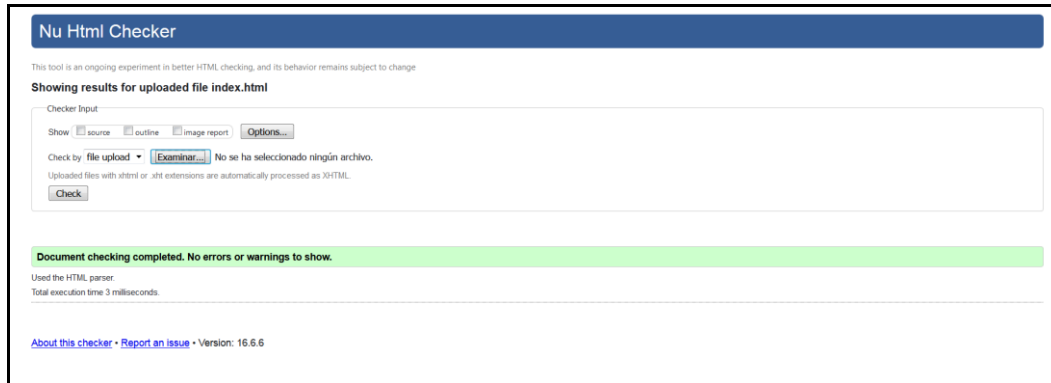 Nu Html Checker
This tool is an ongoing experiment in better HTML checking, and its behavior remains subject to change
Showing results for uploaded file index.html
Checker Input
Show source outline image report Options...
Check by file upload Examinar... No se ha seleccionado ningún archivo.
Uploaded files with .xhtml or .xht extensions are automatically processed as XHTML.
Check
Document checking completed. No errors or warnings to show.
Used the HTML parser.
Total execution time 3 milliseconds.
About this checker • Report an issue • Version: 16.6.6